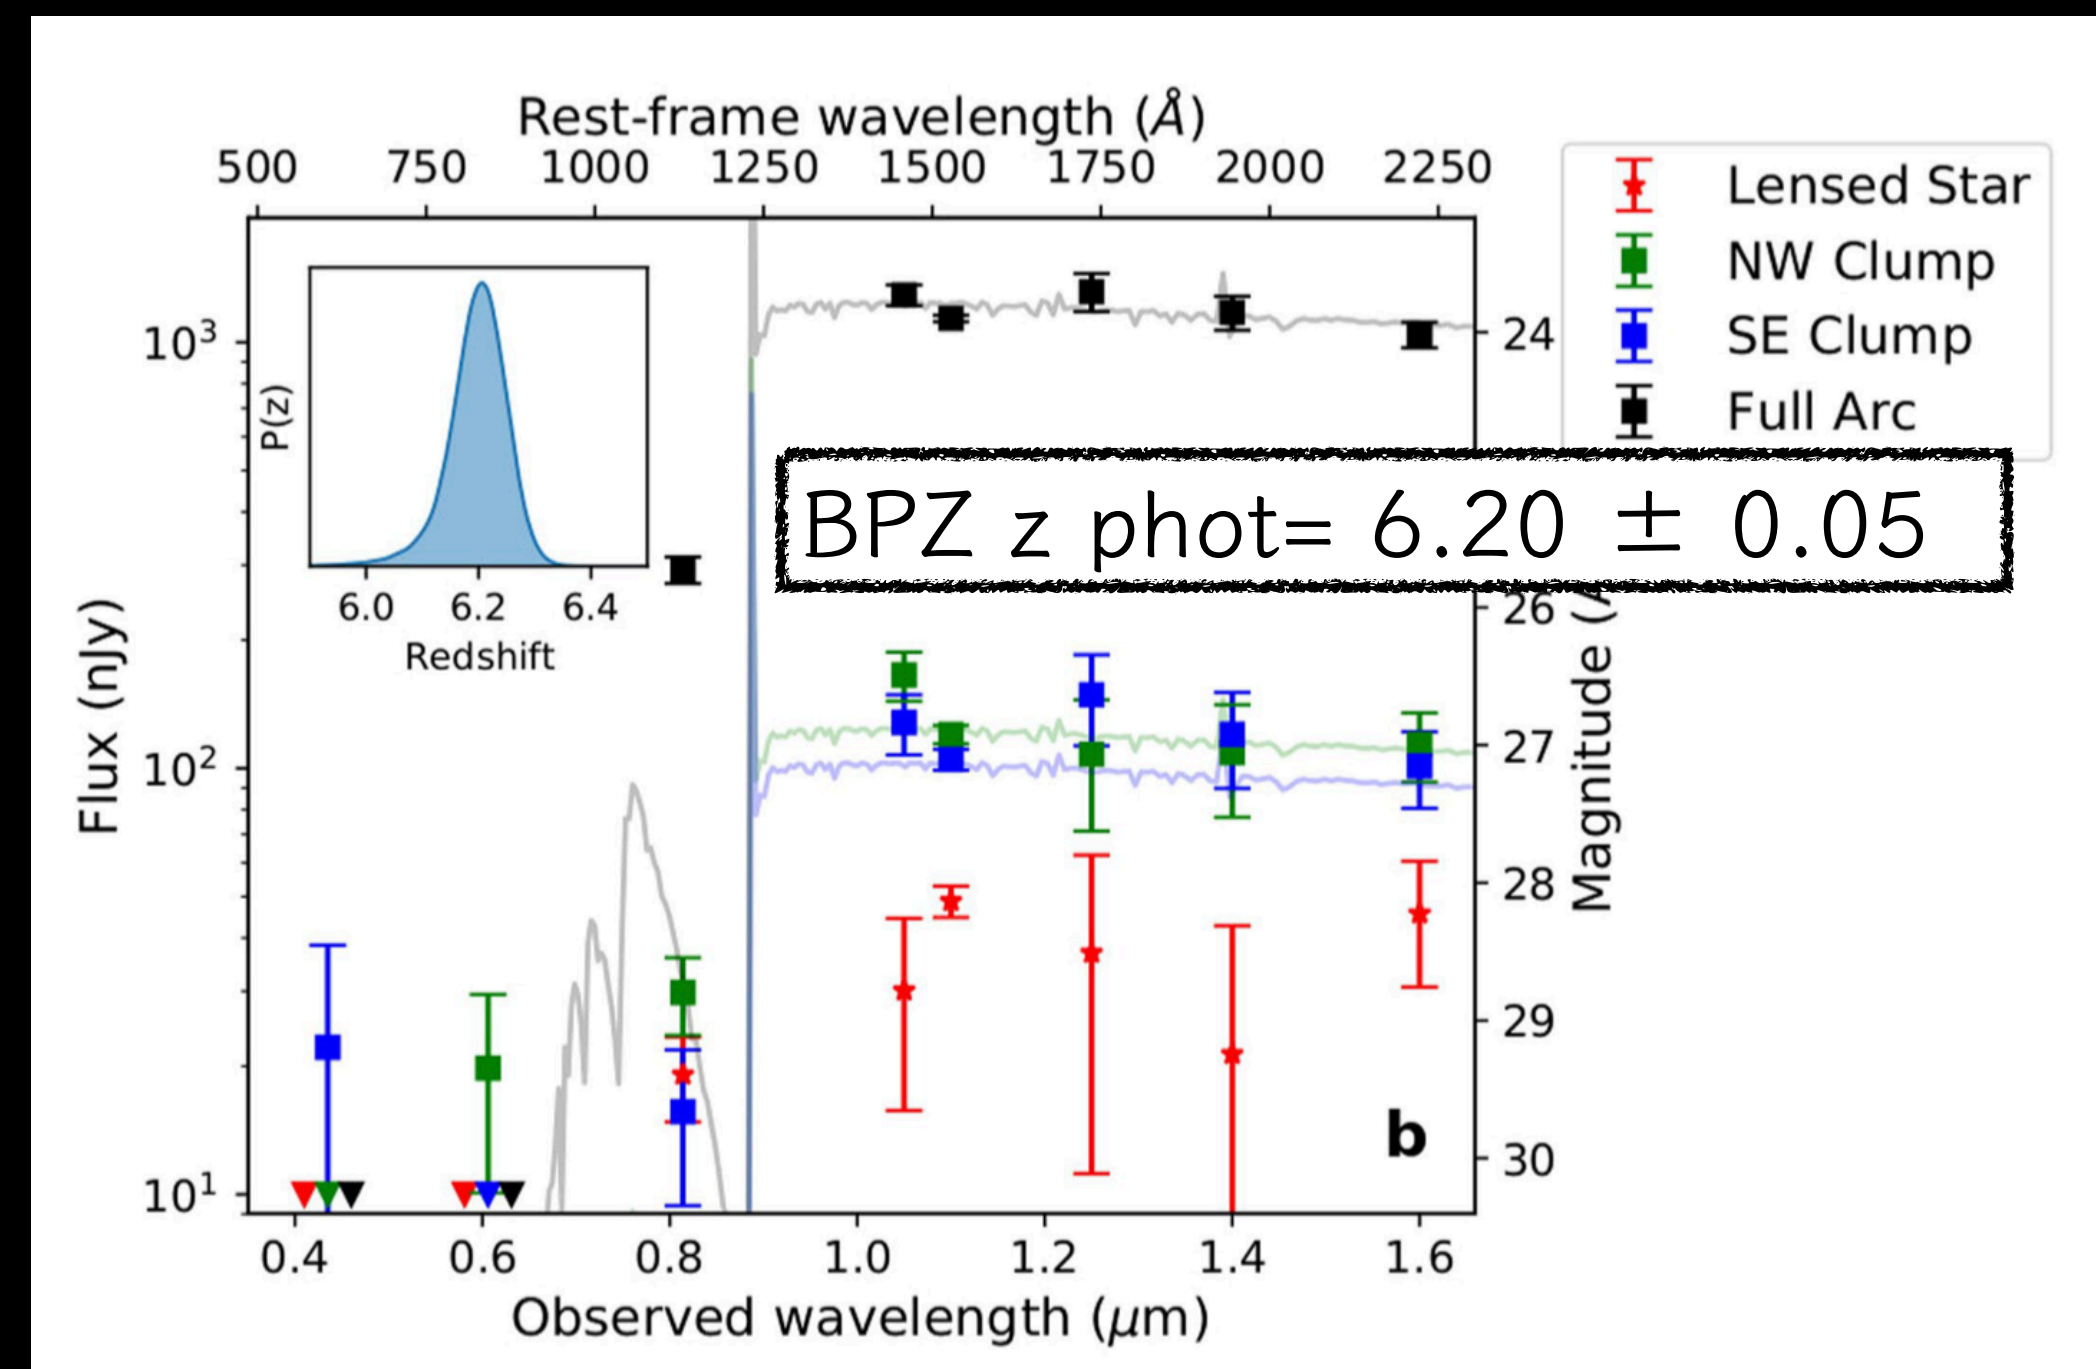 Rest-frame wavelength (Å)
500 750 1000 1250 1500 1750 2000 2250
Lensed Star
NW Clump
SE Clump
Full Arc
10³
10²
10¹
Flux (nJy)
P(z)
6.0 6.2 6.4
Redshift
BPZ z phot= 6.20 ± 0.05
24
26
27
28
29
30
Magnitude (
b
0.4 0.6 0.8 1.0 1.2 1.4 1.6
Observed wavelength (μm)